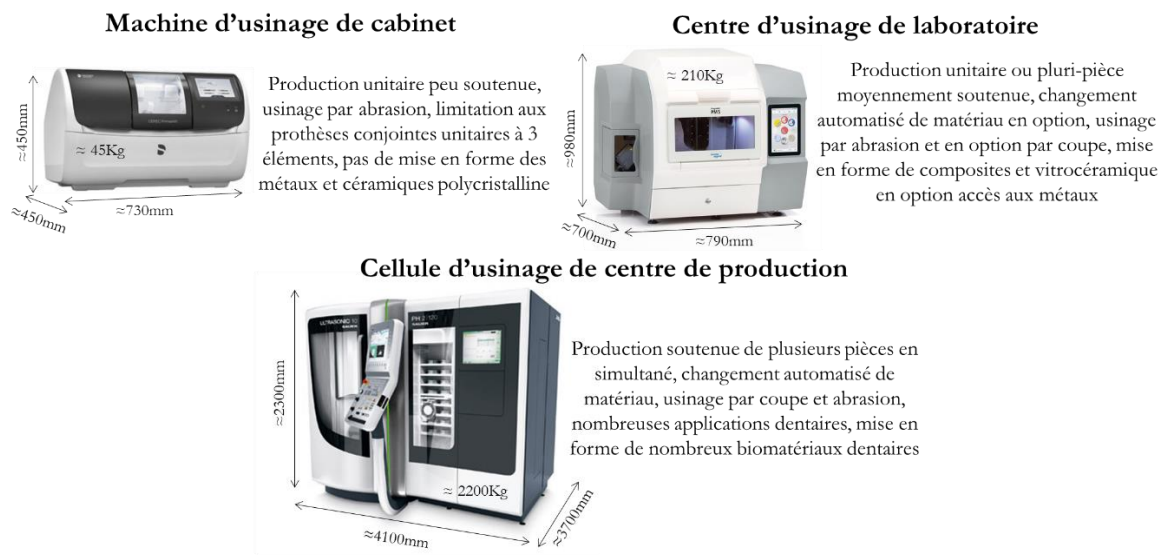 Machine d'usinage de cabinet
≈450mm
≈ 45Kg
≈450mm
≈730mm
Production unitaire peu soutenue,
usinage par abrasion, limitation aux
prothèses conjointes unitaires à 3
éléments, pas de mise en forme des
métaux et céramiques polycristalline
Centre d'usinage de laboratoire
≈980mm
≈ 210Kg
≈700mm
≈790mm
Production unitaire ou pluri-pièce
moyennement soutenue, changement
automatisé de matériau en option, usinage
par abrasion et en option par coupe, mise
en forme de composites et vitrocéramique
en option accès aux métaux
Cellule d'usinage de centre de production
≈2300mm
ULTRASONIC 10
≈ 2200Kg
≈4100mm
≈3700mm
Production soutenue de plusieurs pièces en
simultané, changement automatisé de
matériau, usinage par coupe et abrasion,
nombreuses applications dentaires, mise en
forme de nombreux biomatériaux dentaires